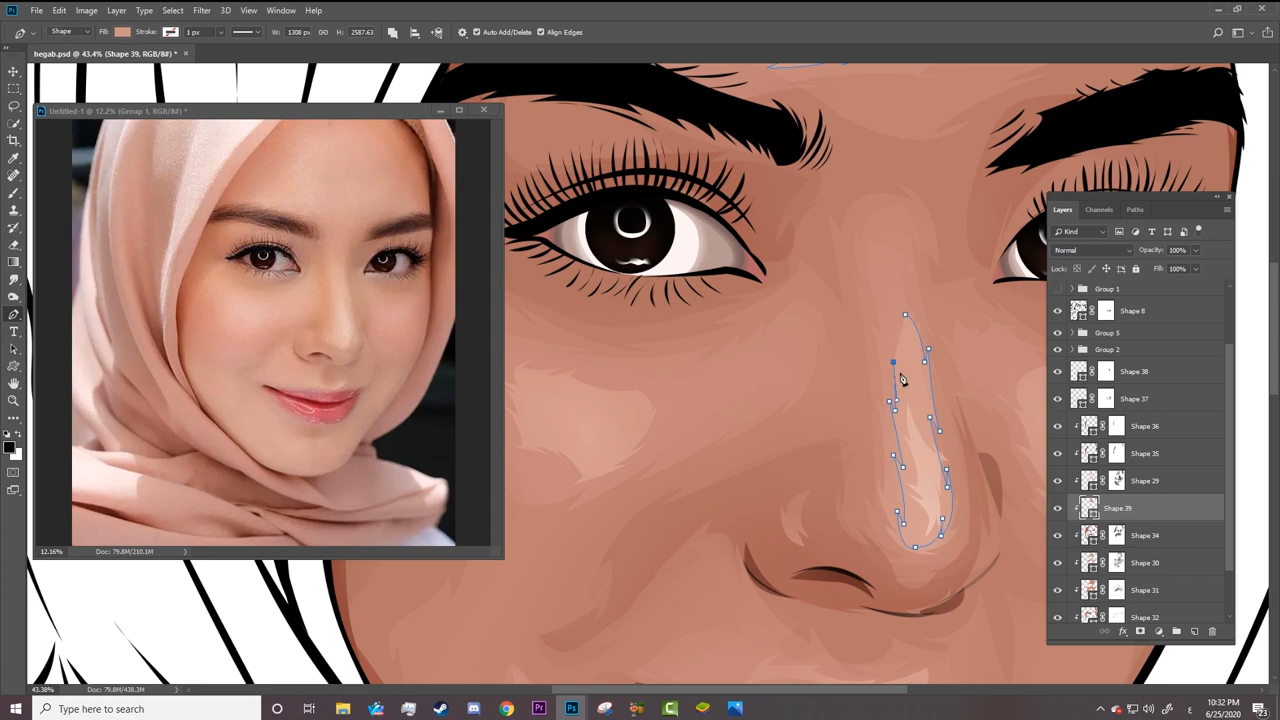 File Edit Image Layer Type Select Filter 3D View Window Help
Shape Fill: Stroke: 1 px W: 1308 px H: 2587.63 Auto Add/Delete Align Edges
hegab.psd @ 43.4% (Shape 39, RGB/8#) * ×
Untitled-1 @ 12.2% (Group 1, RGB/8#) *
12.16% Doc: 79.8M/210.1M
Layers Channels Paths
Kind
Normal Opacity: 100%
Lock: Fill: 100%
Group 1
Shape 8
Group 5
Group 2
Shape 38
Shape 37
Shape 36
Shape 35
Shape 29
Shape 39
Shape 34
Shape 30
Shape 31
Shape 32
43.38% Doc: 79.8M/438.3M
Type here to search
10:32 PM
6/25/2020
23